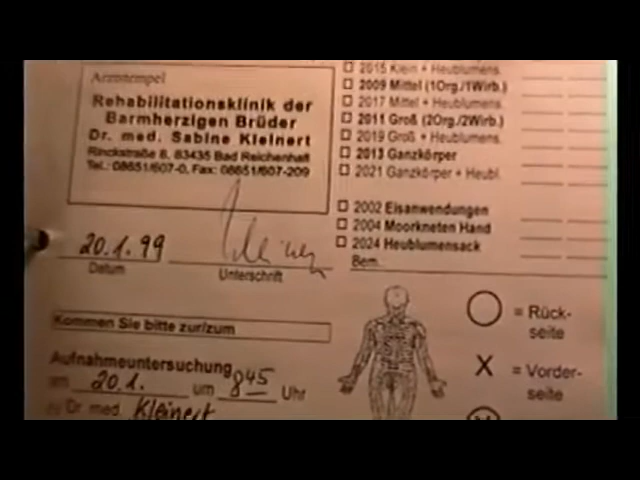 Arztstempel
Rehabilitationsklinik der
Barmherzigen Brüder
Dr. med. Sabine Kleinert
Rinckstraße 8, 83435 Bad Reichenhall
Tel.: 08651/607-0, Fax: 08651/607-209
20.1.99
Datum
Unterschrift
Kommen Sie bitte zur/zum
Aufnahmeuntersuchung
am 20.1. um 8 45 Uhr
zu Dr. med. Kleinert
2015 Klein + Heublumens.
2009 Mittel (1Org./1Wirb.)
2017 Mittel + Heublumens.
2011 Groß (2Org./2Wirb.)
2019 Groß + Heublumens.
2013 Ganzkörper
2021 Ganzkörper + Heubl.
2002 Eisanwendungen
2004 Moorkneten Hand
2024 Heublumensack
Bem.
= Rück-
seite
X = Vorder-
seite